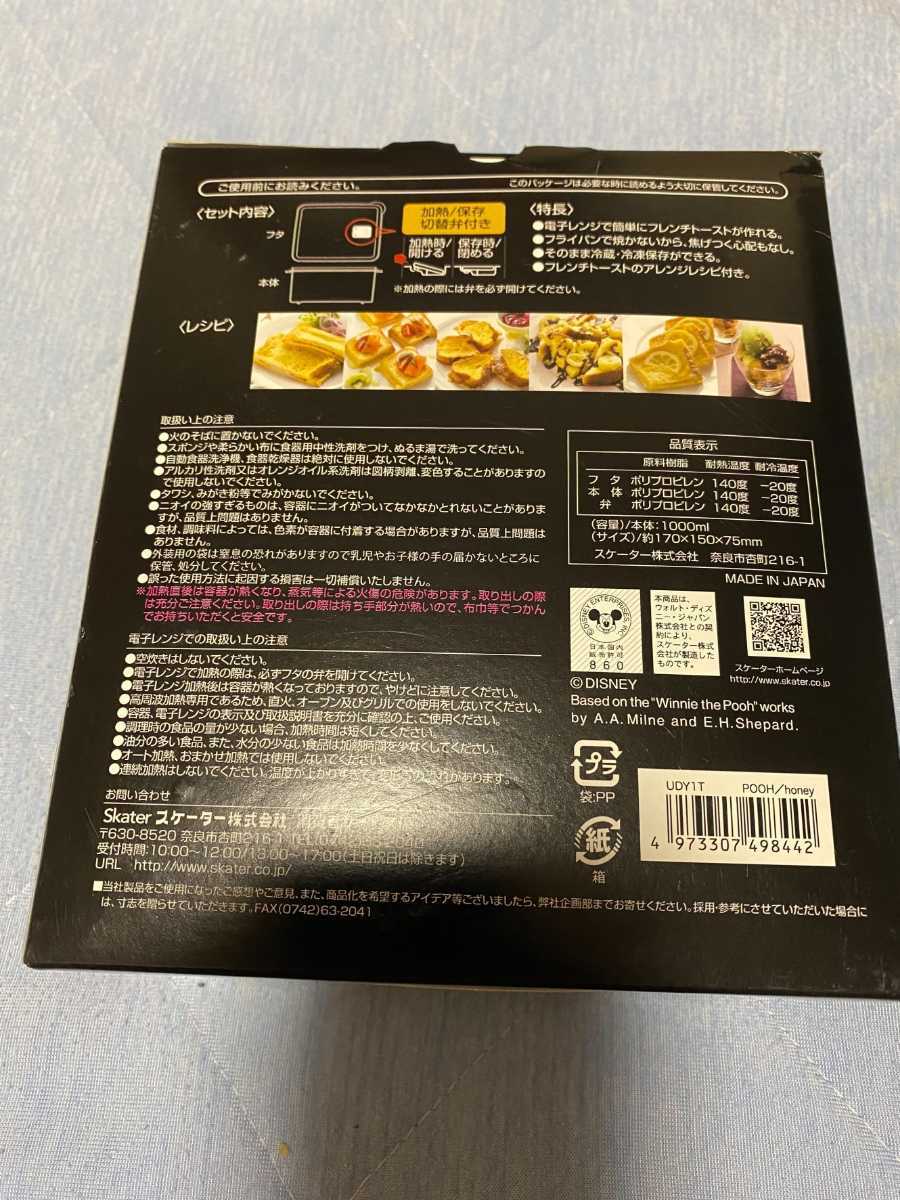 ご使用前にお読みください。
このパッケージは必要な時に読めるよう大切に保管してください。
〈セット内容〉
フタ
本体
加熱/保存
切替弁付き
加熱時/
開ける
保存時/
閉める
※加熱の際には弁を必ず開けてください。
〈特長〉
●電子レンジで簡単にフレンチトーストが作れる。
●フライパンで焼かないから、焦げつく心配もなし。
●そのまま冷蔵・冷凍保存ができる。
●フレンチトーストのアレンジレシピ付き。
〈レシピ〉
取扱い上の注意
●火のそばに置かないでください。
●スポンジや柔らかい布に食器用中性洗剤をつけ、ぬるま湯で洗ってください。
●自動食器洗浄機、食器乾燥器は絶対に使用しないでください。
●アルカリ性洗剤又はオレンジオイル系洗剤は図柄剥離、変色することがありますの
で使用しないでください。
●タワシ、みがき粉等でみがかないでください。
●ニオイの強すぎるものは、容器にニオイがついてなかなかとれないことがありま
すが、品質上問題はありません。
●食材、調味料によっては、色素が容器に付着する場合がありますが、品質上問題は
ありません。
●外装用の袋は窒息の恐れがありますので乳児やお子様の手の届かないところに
保管、処分してください。
●誤った使用方法に起因する損害は一切補償いたしません。
※加熱直後は容器が熱くなり、蒸気等による火傷の危険があります。取り出しの際
は充分ご注意ください。取り出しの際は持ち手部分が熱いので、布巾等でつかん
でお持ちいただくと安全です。
電子レンジでの取扱い上の注意
●空炊きはしないでください。
●電子レンジで加熱の際は、必ずフタの弁を開けてください。
●電子レンジ加熱後は容器が熱くなっておりますので、やけどに注意してください。
●高周波加熱専用であるため、直火、オーブン及びグリルでの使用をしないでください。
●容器、電子レンジの表示及び取扱説明書を充分に確認の上、ご使用ください。
●調理時の食品の量が少ない場合、加熱時間は短くしてください。
●油分の多い食品、また、水分の少ない食品は加熱時間を少なくしてください。
●オート加熱、おまかせ加熱では使用しないでください。
●連続加熱はしないでください。温度が上がりすぎて、変形の恐れがあります。
お問い合わせ
Skater スケーター株式会社
〒630-8520 奈良市杏町216-1
受付時間:10:00〜12:00/13:00〜17:00(土日祝日は除きます)
URL http://www.skater.co.jp/
■当社製品をご使用になったご感想やご意見、また、商品化を希望するアイデア等ございましたら、弊社企画部までお寄せください。採用・参考にさせていただいた場合に
は、寸志を贈らせていただきます。FAX(0742)63-2041
品質表示
原料樹脂 耐熱温度 耐冷温度
フタ ポリプロピレン 140度 −20度
本体 ポリプロピレン 140度 −20度
弁 ポリプロピレン 140度 −20度
(容量)/本体:1000ml
(サイズ)/約170×150×75mm
スケーター株式会社 奈良市杏町216-1
MADE IN JAPAN
©DISNEY ENTERPRISES, INC.
日本国内
販売許可
860
本商品は、
ウォルト・ディズ
ニー・ジャパン
株式会社との契
約により、
スケーター株式
会社が製造した
ものです。
スケーターホームページ
http://www.skater.co.jp
©DISNEY
Based on the "Winnie the Pooh" works
by A.A. Milne and E.H. Shepard.
プラ
袋:PP
紙
箱
UDY1T POOH/honey
4 973307 498442